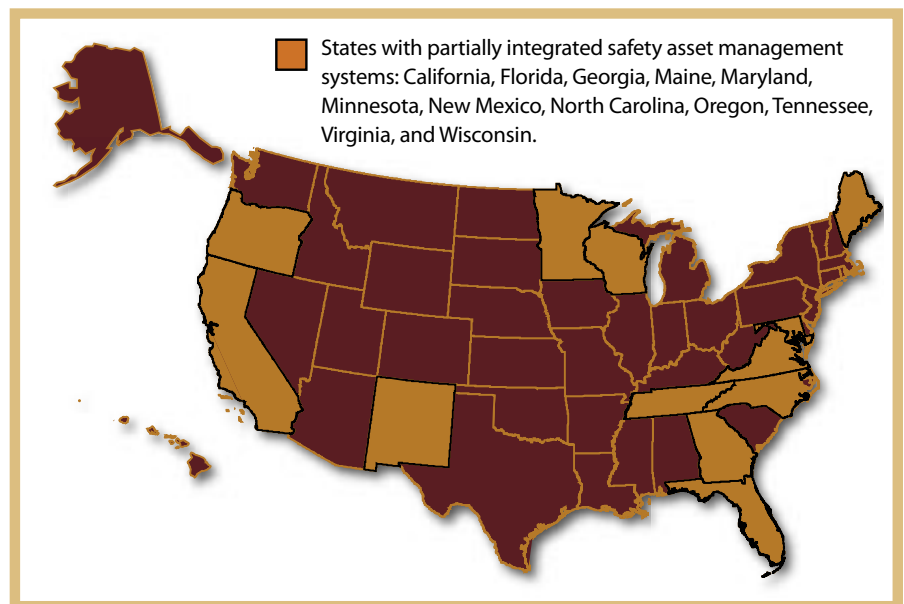 States with partially integrated safety asset management
systems: California, Florida, Georgia, Maine, Maryland,
Minnesota, New Mexico, North Carolina, Oregon, Tennessee,
Virginia, and Wisconsin.